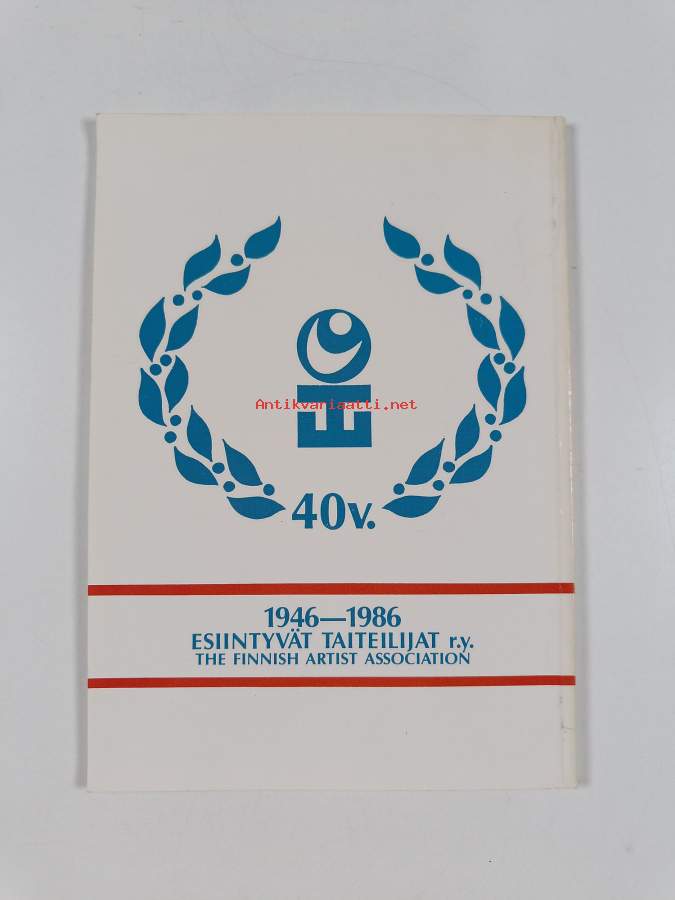 Antikvariaatti.net
40v.
1946—1986
ESIINTYVÄT TAITEILIJAT r.y.
THE FINNISH ARTIST ASSOCIATION